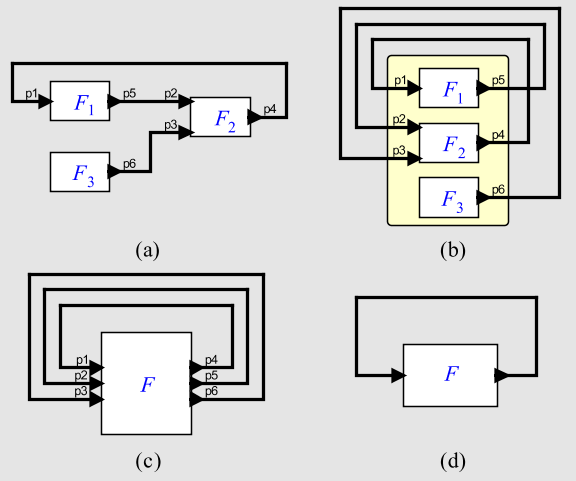 p1 F1 p5 p2 F2 p4
p3
F3 p6
(a)
p1 F1 p5
p2 F2 p4
p3
F3 p6
(b)
p1 p4
p2 F p5
p3 p6
(c)
F
(d)